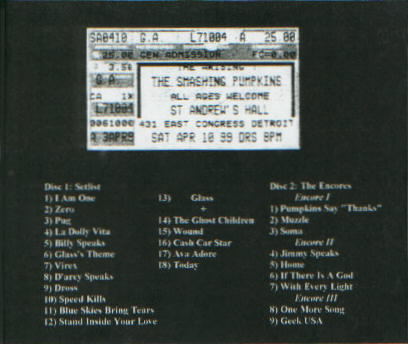 SA0410 G.A. L71004 A 25.00
25.00 GEN ADMISSION FC=0.00
3.50 THE ARISING
G.A. THE SMASHING PUMPKINS
CA 1X ALL AGES WELCOME
L71004 ST ANDREW'S HALL
0061000 431 EAST CONGRESS DETROIT
A 3APR9 SAT APR 10 99 DRS 8PM
Disc 1: Setlist
1) I Am One
2) Zero
3) Pug
4) La Dolly Vita
5) Billy Speaks
6) Glass's Theme
7) Virex
8) D'arcy Speaks
9) Dross
10) Speed Kills
11) Blue Skies Bring Tears
12) Stand Inside Your Love
13) Glass
+
14) The Ghost Children
15) Wound
16) Cash Car Star
17) Ava Adore
18) Today
Disc 2: The Encores
Encore I
1) Pumpkins Say "Thanks"
2) Muzzle
3) Soma
Encore II
4) Jimmy Speaks
5) Home
6) If There Is A God
7) With Every Light
Encore III
8) One More Song
9) Geek USA